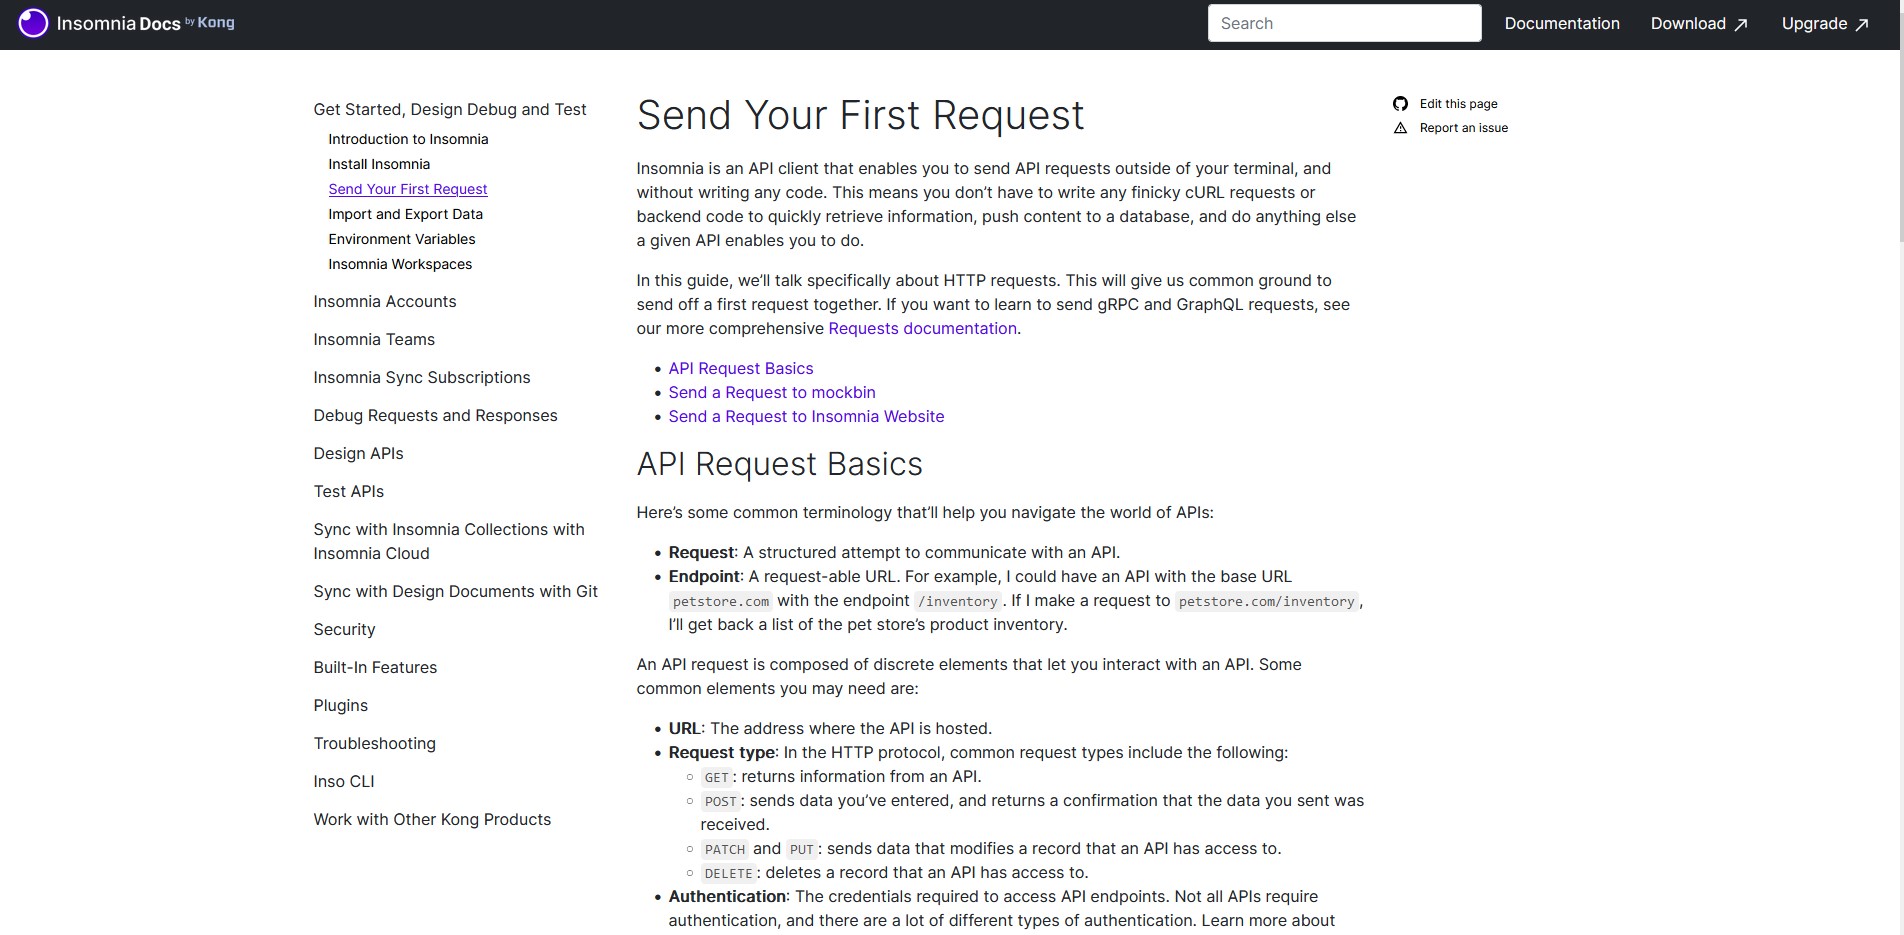 Insomnia Docs by Kong
Search
Documentation
Download
Upgrade
Get Started, Design Debug and Test
Introduction to Insomnia
Install Insomnia
Send Your First Request
Import and Export Data
Environment Variables
Insomnia Workspaces
Insomnia Accounts
Insomnia Teams
Insomnia Sync Subscriptions
Debug Requests and Responses
Design APIs
Test APIs
Sync with Insomnia Collections with
Insomnia Cloud
Sync with Design Documents with Git
Security
Built-In Features
Plugins
Troubleshooting
Inso CLI
Work with Other Kong Products
Send Your First Request
Insomnia is an API client that enables you to send API requests outside of your terminal, and
without writing any code. This means you don’t have to write any finicky cURL requests or
backend code to quickly retrieve information, push content to a database, and do anything else
a given API enables you to do.
In this guide, we’ll talk specifically about HTTP requests. This will give us common ground to
send off a first request together. If you want to learn to send gRPC and GraphQL requests, see
our more comprehensive Requests documentation.
• API Request Basics
• Send a Request to mockbin
• Send a Request to Insomnia Website
API Request Basics
Here’s some common terminology that’ll help you navigate the world of APIs:
• Request: A structured attempt to communicate with an API.
• Endpoint: A request-able URL. For example, I could have an API with the base URL
petstore.com with the endpoint /inventory. If I make a request to petstore.com/inventory,
I’ll get back a list of the pet store’s product inventory.
An API request is composed of discrete elements that let you interact with an API. Some
common elements you may need are:
• URL: The address where the API is hosted.
• Request type: In the HTTP protocol, common request types include the following:
○ GET: returns information from an API.
○ POST: sends data you’ve entered, and returns a confirmation that the data you sent was
received.
○ PATCH and PUT: sends data that modifies a record that an API has access to.
○ DELETE: deletes a record that an API has access to.
• Authentication: The credentials required to access API endpoints. Not all APIs require
authentication, and there are a lot of different types of authentication. Learn more about
Edit this page
Report an issue